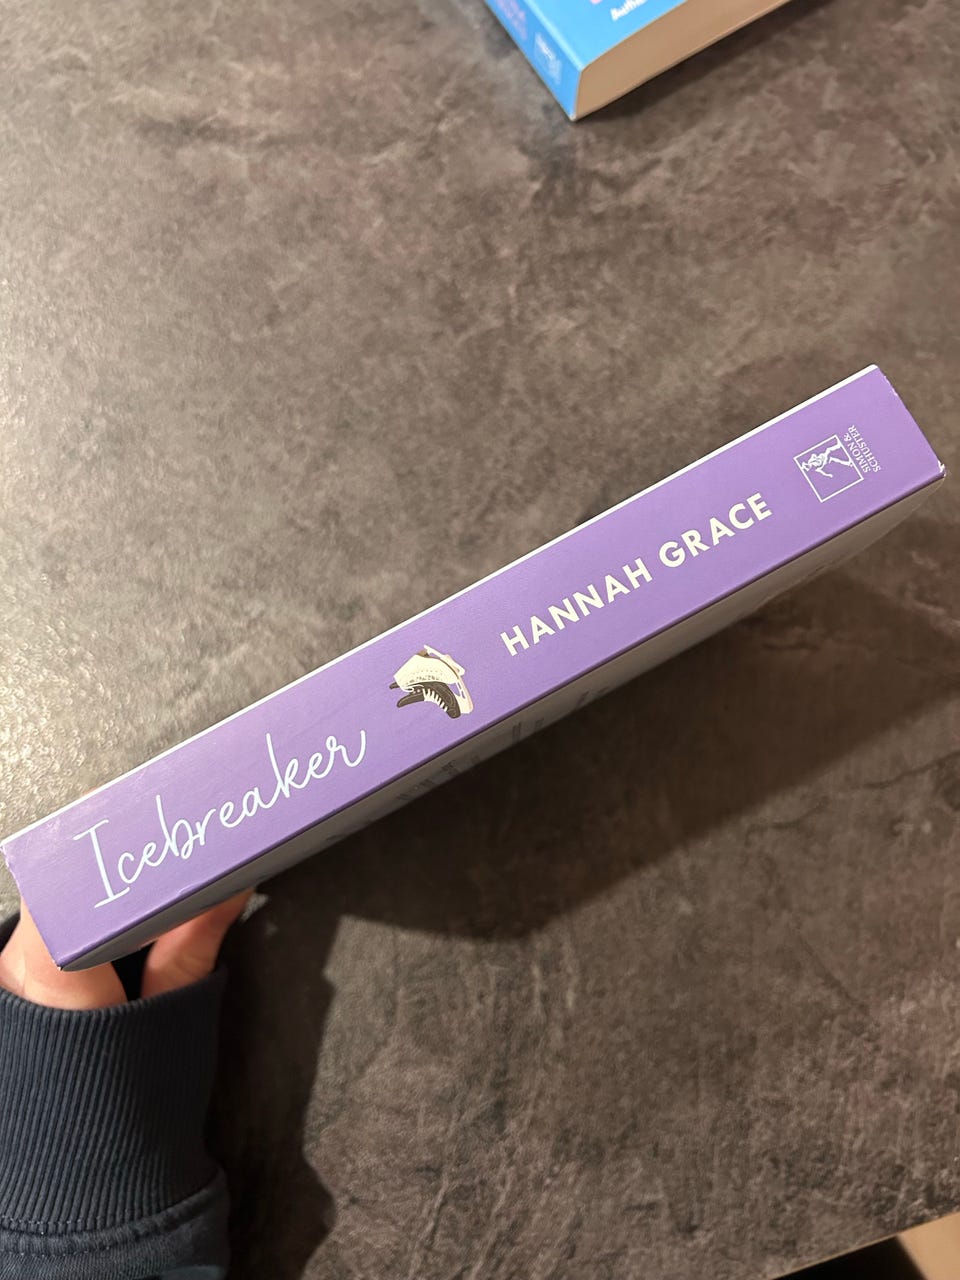 Icebreaker
HANNAH GRACE
SIMON &
SCHUSTER